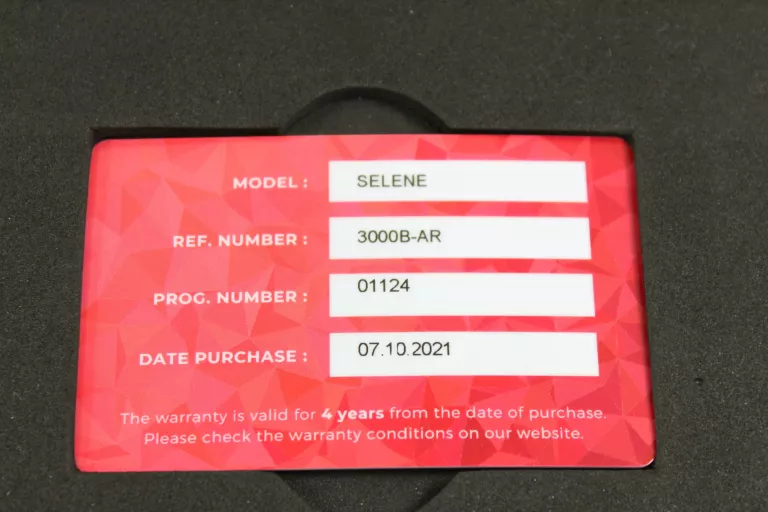 MODEL : SELENE
REF. NUMBER : 3000B-AR
PROG. NUMBER : 01124
DATE PURCHASE : 07.10.2021
The warranty is valid for 4 years from the date of purchase.
Please check the warranty conditions on our website.